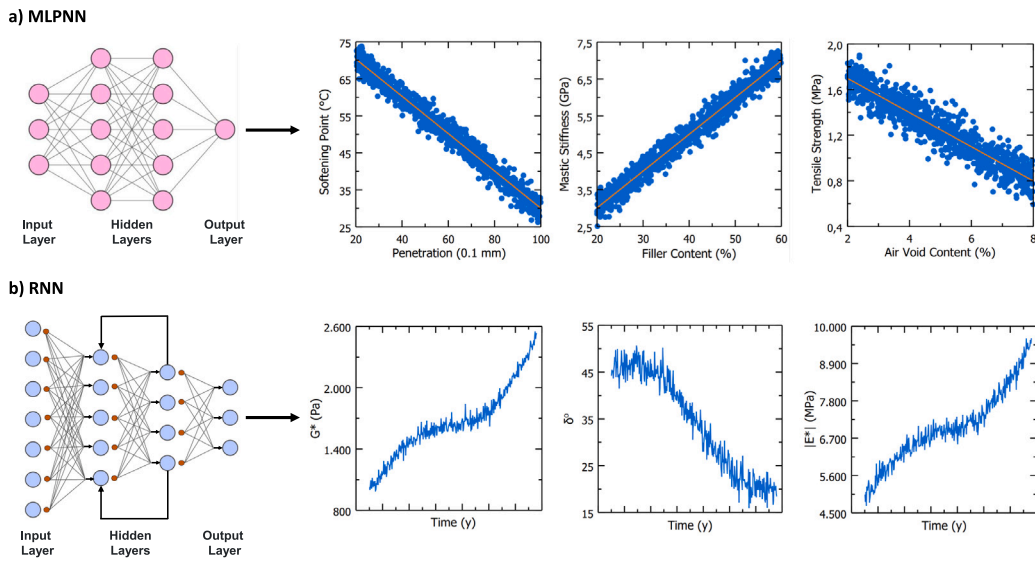 a) MLPNN
Input
Layer
Hidden
Layers
Output
Layer
75
65
55
45
35
25
Softening Point (°C)
20
40
60
80
100
Penetration (0.1 mm)
7,5
6,5
5,5
4,5
3,5
2,5
Mastic Stiffness (GPa)
20
30
40
50
60
Filler Content (%)
2,0
1,6
1,2
0,8
0,4
Tensile Strength (MPa)
2
4
6
8
Air Void Content (%)
b) RNN
Input
Layer
Hidden
Layers
Output
Layer
2.600
2.000
1.400
800
G* (Pa)
Time (y)
55
45
35
25
15
δ°
Time (y)
10.000
8.900
7.800
6.700
5.600
4.500
|E*| (MPa)
Time (y)